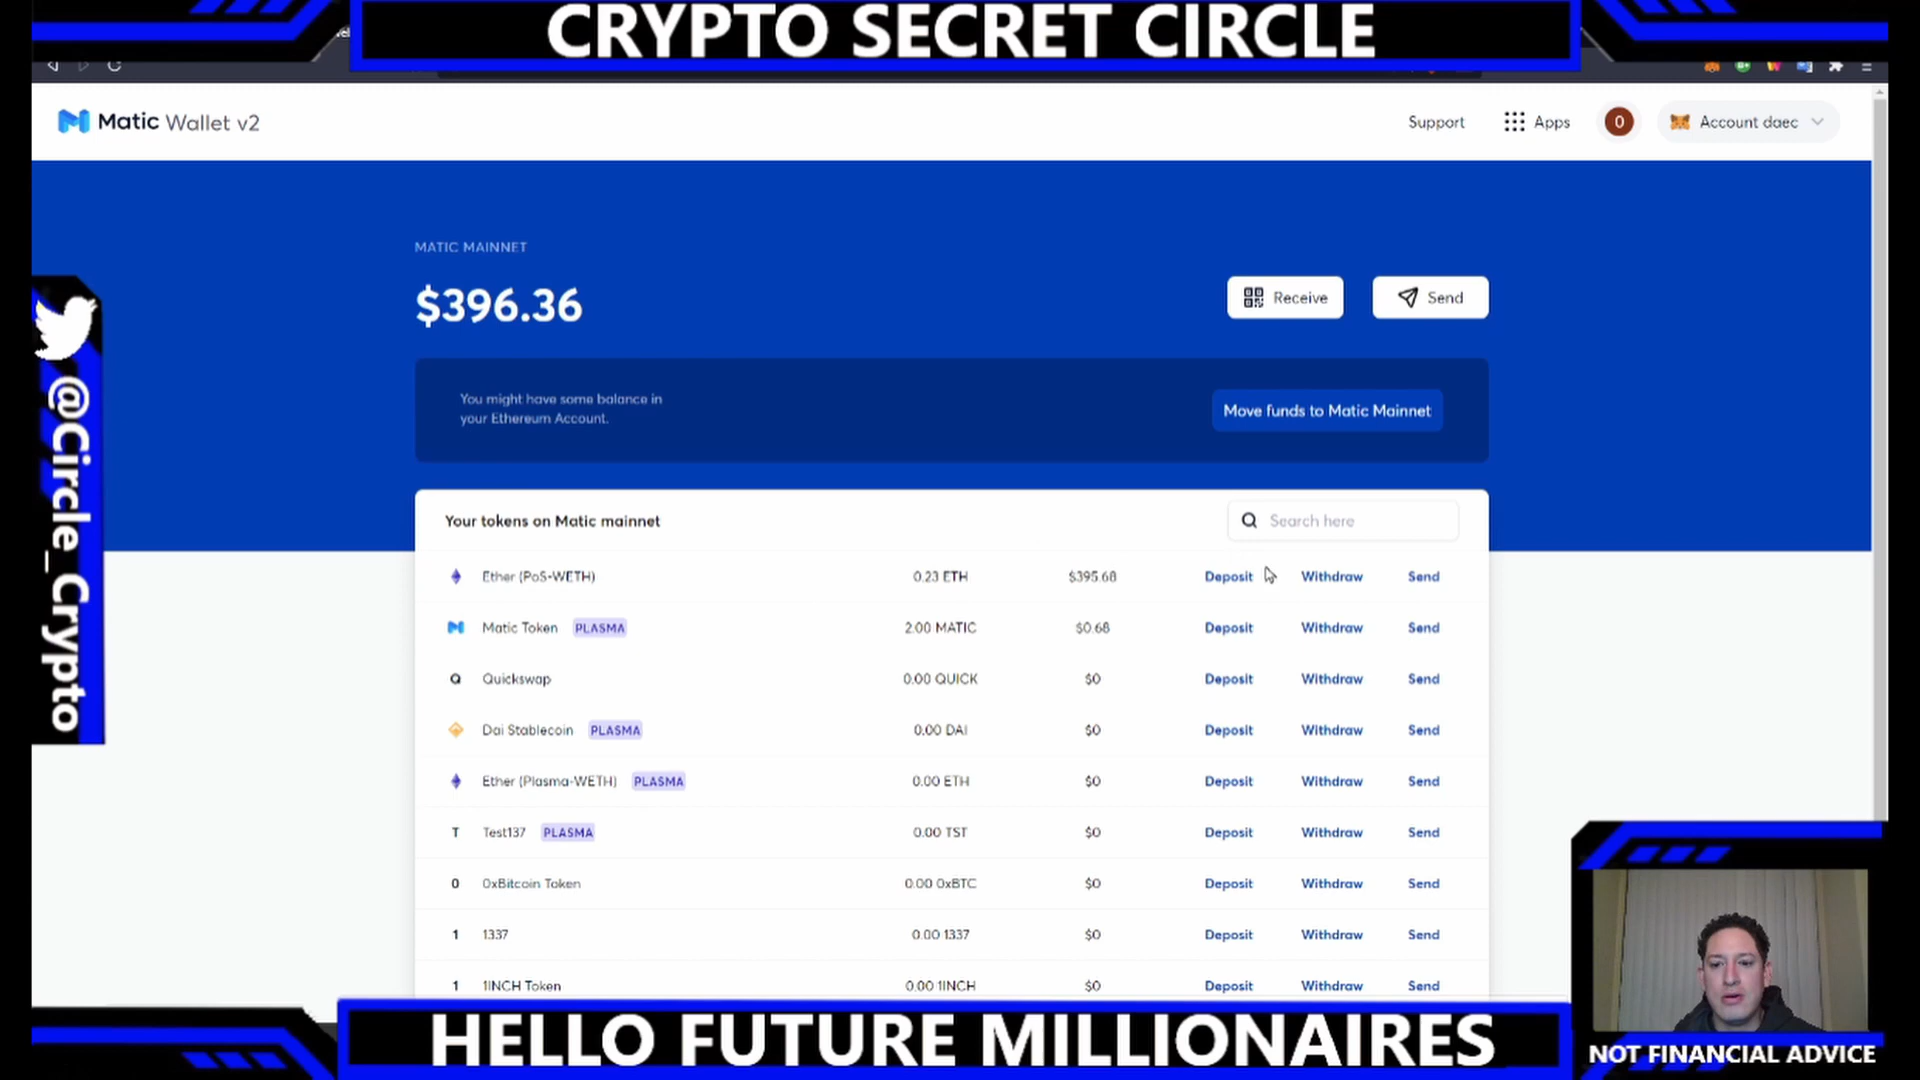 CRYPTO SECRET CIRCLE
Matic Wallet v2
Support
Apps
0
Account daec
MATIC MAINNET
$396.36
Receive
Send
You might have some balance in
your Ethereum Account.
Move funds to Matic Mainnet
@Circle_Crypto
Your tokens on Matic mainnet
Search here
Ether (PoS-WETH) 0.23 ETH $395.68 Deposit Withdraw Send
Matic Token PLASMA 2.00 MATIC $0.68 Deposit Withdraw Send
Q Quickswap 0.00 QUICK $0 Deposit Withdraw Send
Dai Stablecoin PLASMA 0.00 DAI $0 Deposit Withdraw Send
Ether (Plasma-WETH) PLASMA 0.00 ETH $0 Deposit Withdraw Send
T Test137 PLASMA 0.00 TST $0 Deposit Withdraw Send
0 0xBitcoin Token 0.00 0xBTC $0 Deposit Withdraw Send
1 1337 0.00 1337 $0 Deposit Withdraw Send
1 1INCH Token 0.00 1INCH $0 Deposit Withdraw Send
HELLO FUTURE MILLIONAIRES
NOT FINANCIAL ADVICE